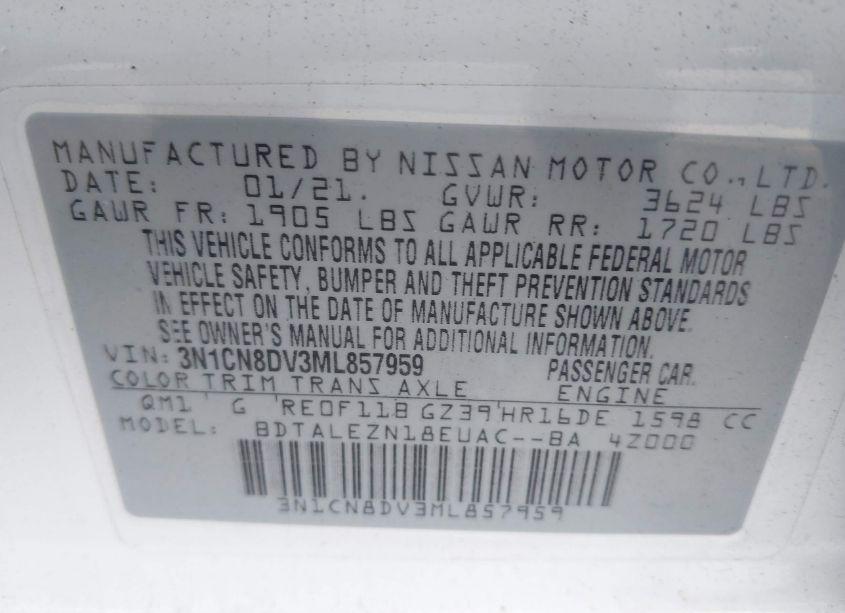 MANUFACTURED BY NISSAN MOTOR CO., LTD.
DATE: 01/21. GVWR: 3624 LBS
GAWR FR: 1905 LBS GAWR RR: 1720 LBS
THIS VEHICLE CONFORMS TO ALL APPLICABLE FEDERAL MOTOR
VEHICLE SAFETY, BUMPER AND THEFT PREVENTION STANDARDS
IN EFFECT ON THE DATE OF MANUFACTURE SHOWN ABOVE.
SEE OWNER'S MANUAL FOR ADDITIONAL INFORMATION.
VIN: 3N1CN8DV3ML857959 PASSENGER CAR.
COLOR TRIM TRANS AXLE ENGINE
QM1 G RE0F11B GZ39 HR16DE 1598 CC
MODEL: BDTALEZN18EUAC--BA 4Z000
3N1CN8DV3ML857959